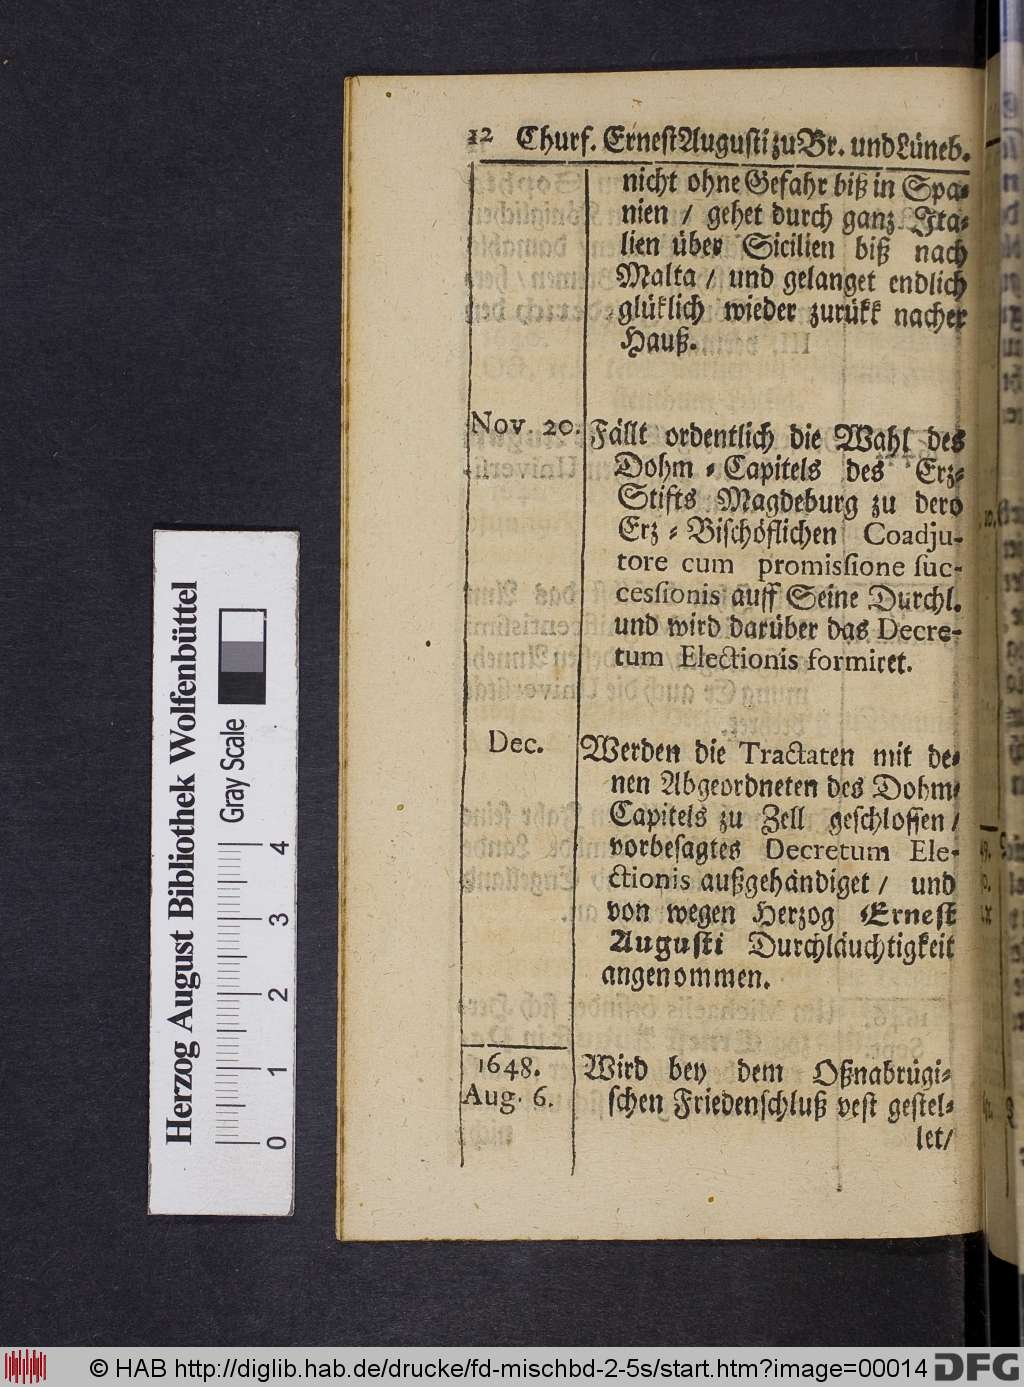 12 Churf. Ernest Augusti zu Br. und Lüneb.
nicht ohne Gefahr biß in Spa-
nien / gehet durch ganz Ita-
lien über Sicilien biß nach
Malta / und gelanget endlich
glüklich wieder zurükk nacher
Hauß.
Nov. 20. Fällt ordentlich die Wahl des
Dohm-Capitels des Erz-
Stifts Magdeburg zu dero
Erz-Bischöflichen Coadju-
tore cum promissione suc-
cessionis auff Seine Durchl.
und wird darüber das Decre-
tum Electionis formiret.
Dec. Werden die Tractaten mit de-
nen Abgeordneten des Dohm-
Capitels zu Zell geschlossen /
vorbesagtes Decretum Ele-
ctionis außgehändiget / und
von wegen Herzog Ernest
Augusti Durchläuchtigkeit
angenommen.
1648. Wird bey dem Oßnabrügi-
Aug. 6. schen Friedenschluß vest gestel-
let/
Herzog August Bibliothek Wolfenbüttel
Gray Scale
0 1 2 3 4
© HAB http://diglib.hab.de/drucke/fd-mischbd-2-5s/start.htm?image=00014 DFG